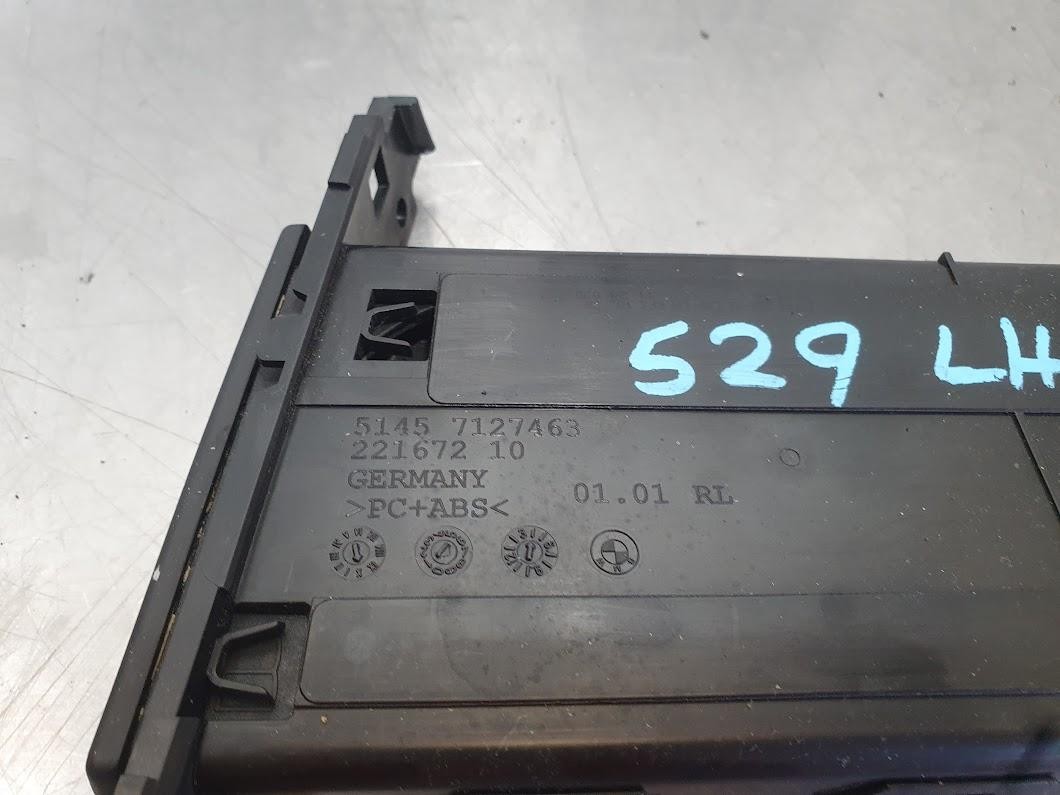 529 LH
5145 7127463
221672 10
GERMANY
01.01 RL
>PC+ABS<